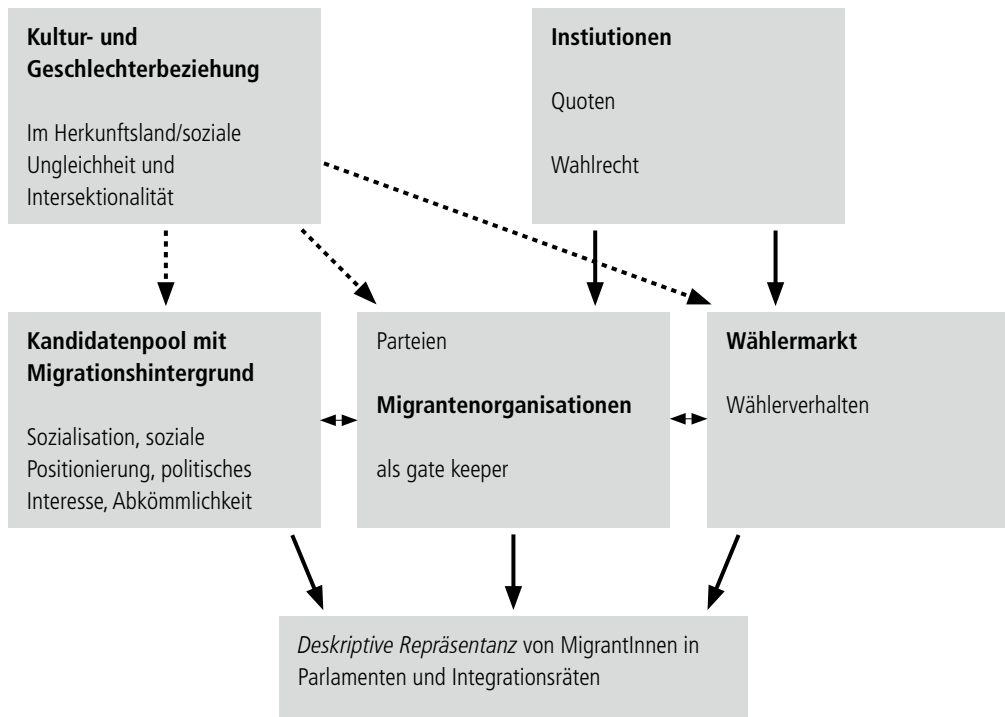 Kultur- und
Geschlechterbeziehung
Im Herkunftsland/soziale
Ungleichheit und
Intersektionalität
Instiutionen
Quoten
Wahlrecht
Kandidatenpool mit
Migrationshintergrund
Sozialisation, soziale
Positionierung, politisches
Interesse, Abkömmlichkeit
Parteien
Migrantenorganisationen
als gate keeper
Wählermarkt
Wählerverhalten
Deskriptive Repräsentanz von MigrantInnen in
Parlamenten und Integrationsräten